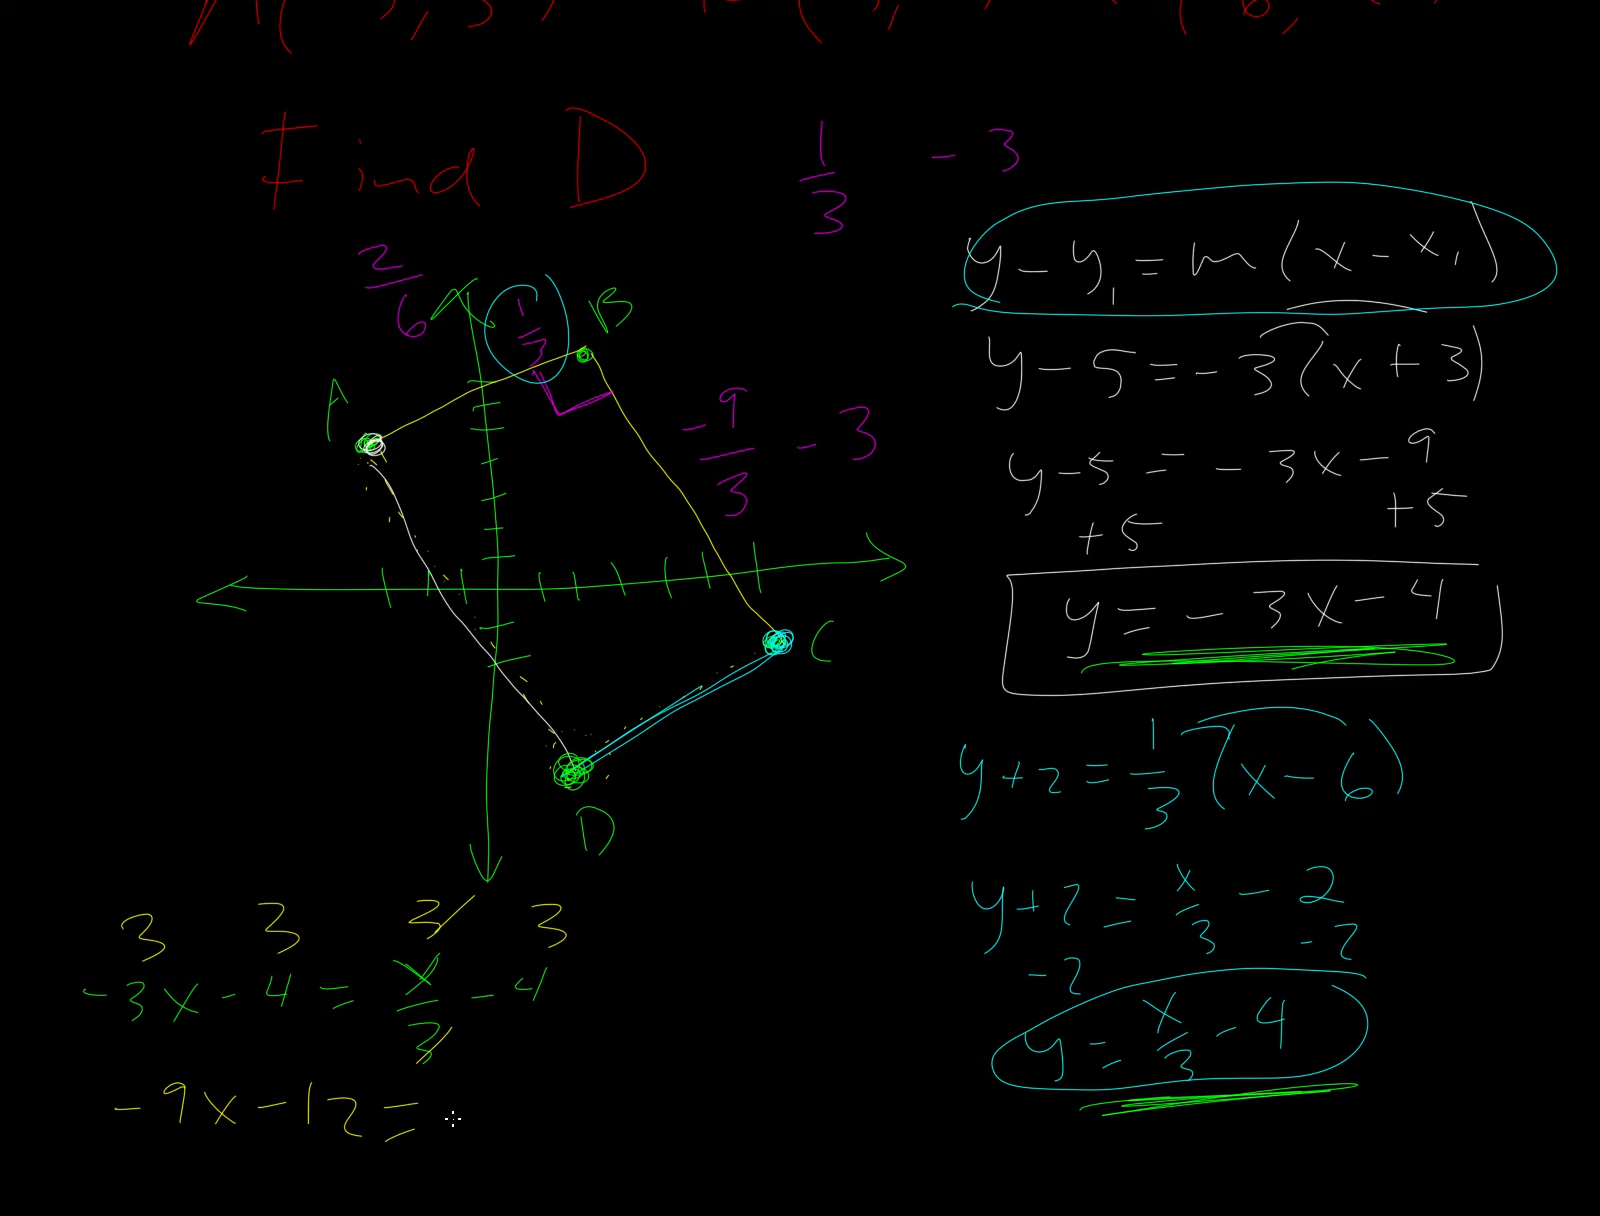 Find D
1/3 -3
2/6
1/3
B
A
-9/3 -3
C
D
y - y₁ = m(x - x₁)
y - 5 = -3(x + 3)
y - 5 = -3x - 9
+5 +5
y = -3x - 4
y + 2 = 1/3 (x - 6)
y + 2 = x/3 - 2
-2 -2
y = x/3 - 4
3 3 3 3
-3x - 4 = x/3 - 4
-9x - 12 =